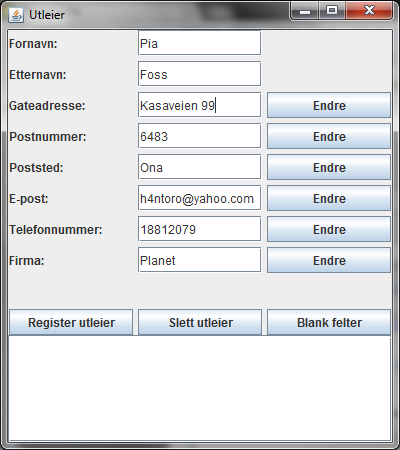 Utleier
Fornavn: Pia
Etternavn: Foss
Gateadresse: Kasaveien 99 Endre
Postnummer: 6483 Endre
Poststed: Ona Endre
E-post: h4ntoro@yahoo.com Endre
Telefonnummer: 18812079 Endre
Firma: Planet Endre
Register utleier Slett utleier Blank felter